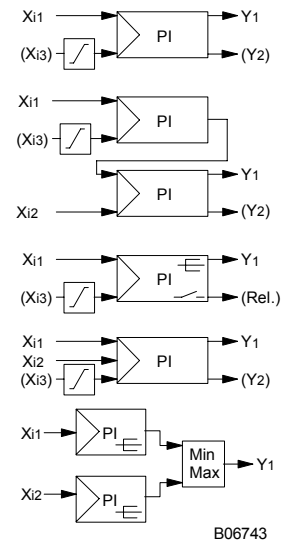 Xi1 PI Y1
(Xi3) (Y2)
Xi1 PI
(Xi3)
PI Y1
Xi2 (Y2)
Xi1 PI Y1
(Xi3) (Rel.)
Xi1 PI Y1
Xi2
(Xi3) (Y2)
Xi1 PI
Min
Max Y1
Xi2 PI
B06743